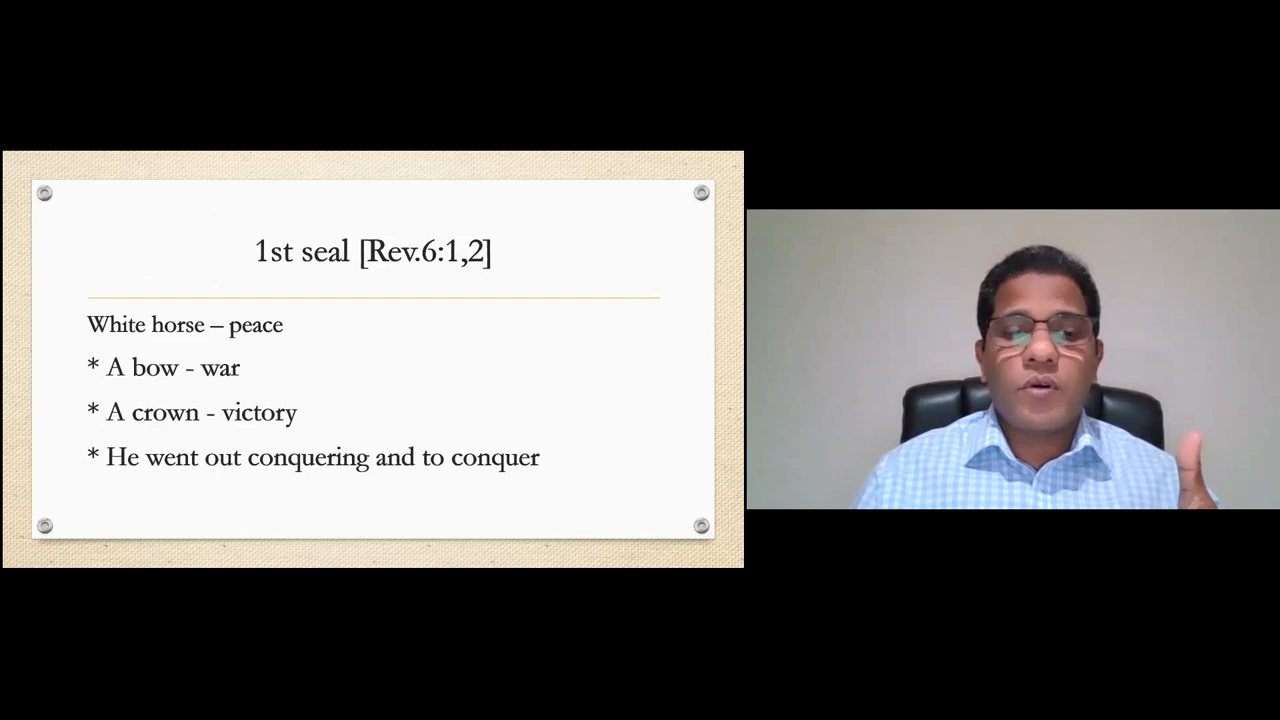 1st seal [Rev.6:1,2]
White horse – peace
* A bow - war
* A crown - victory
* He went out conquering and to conquer